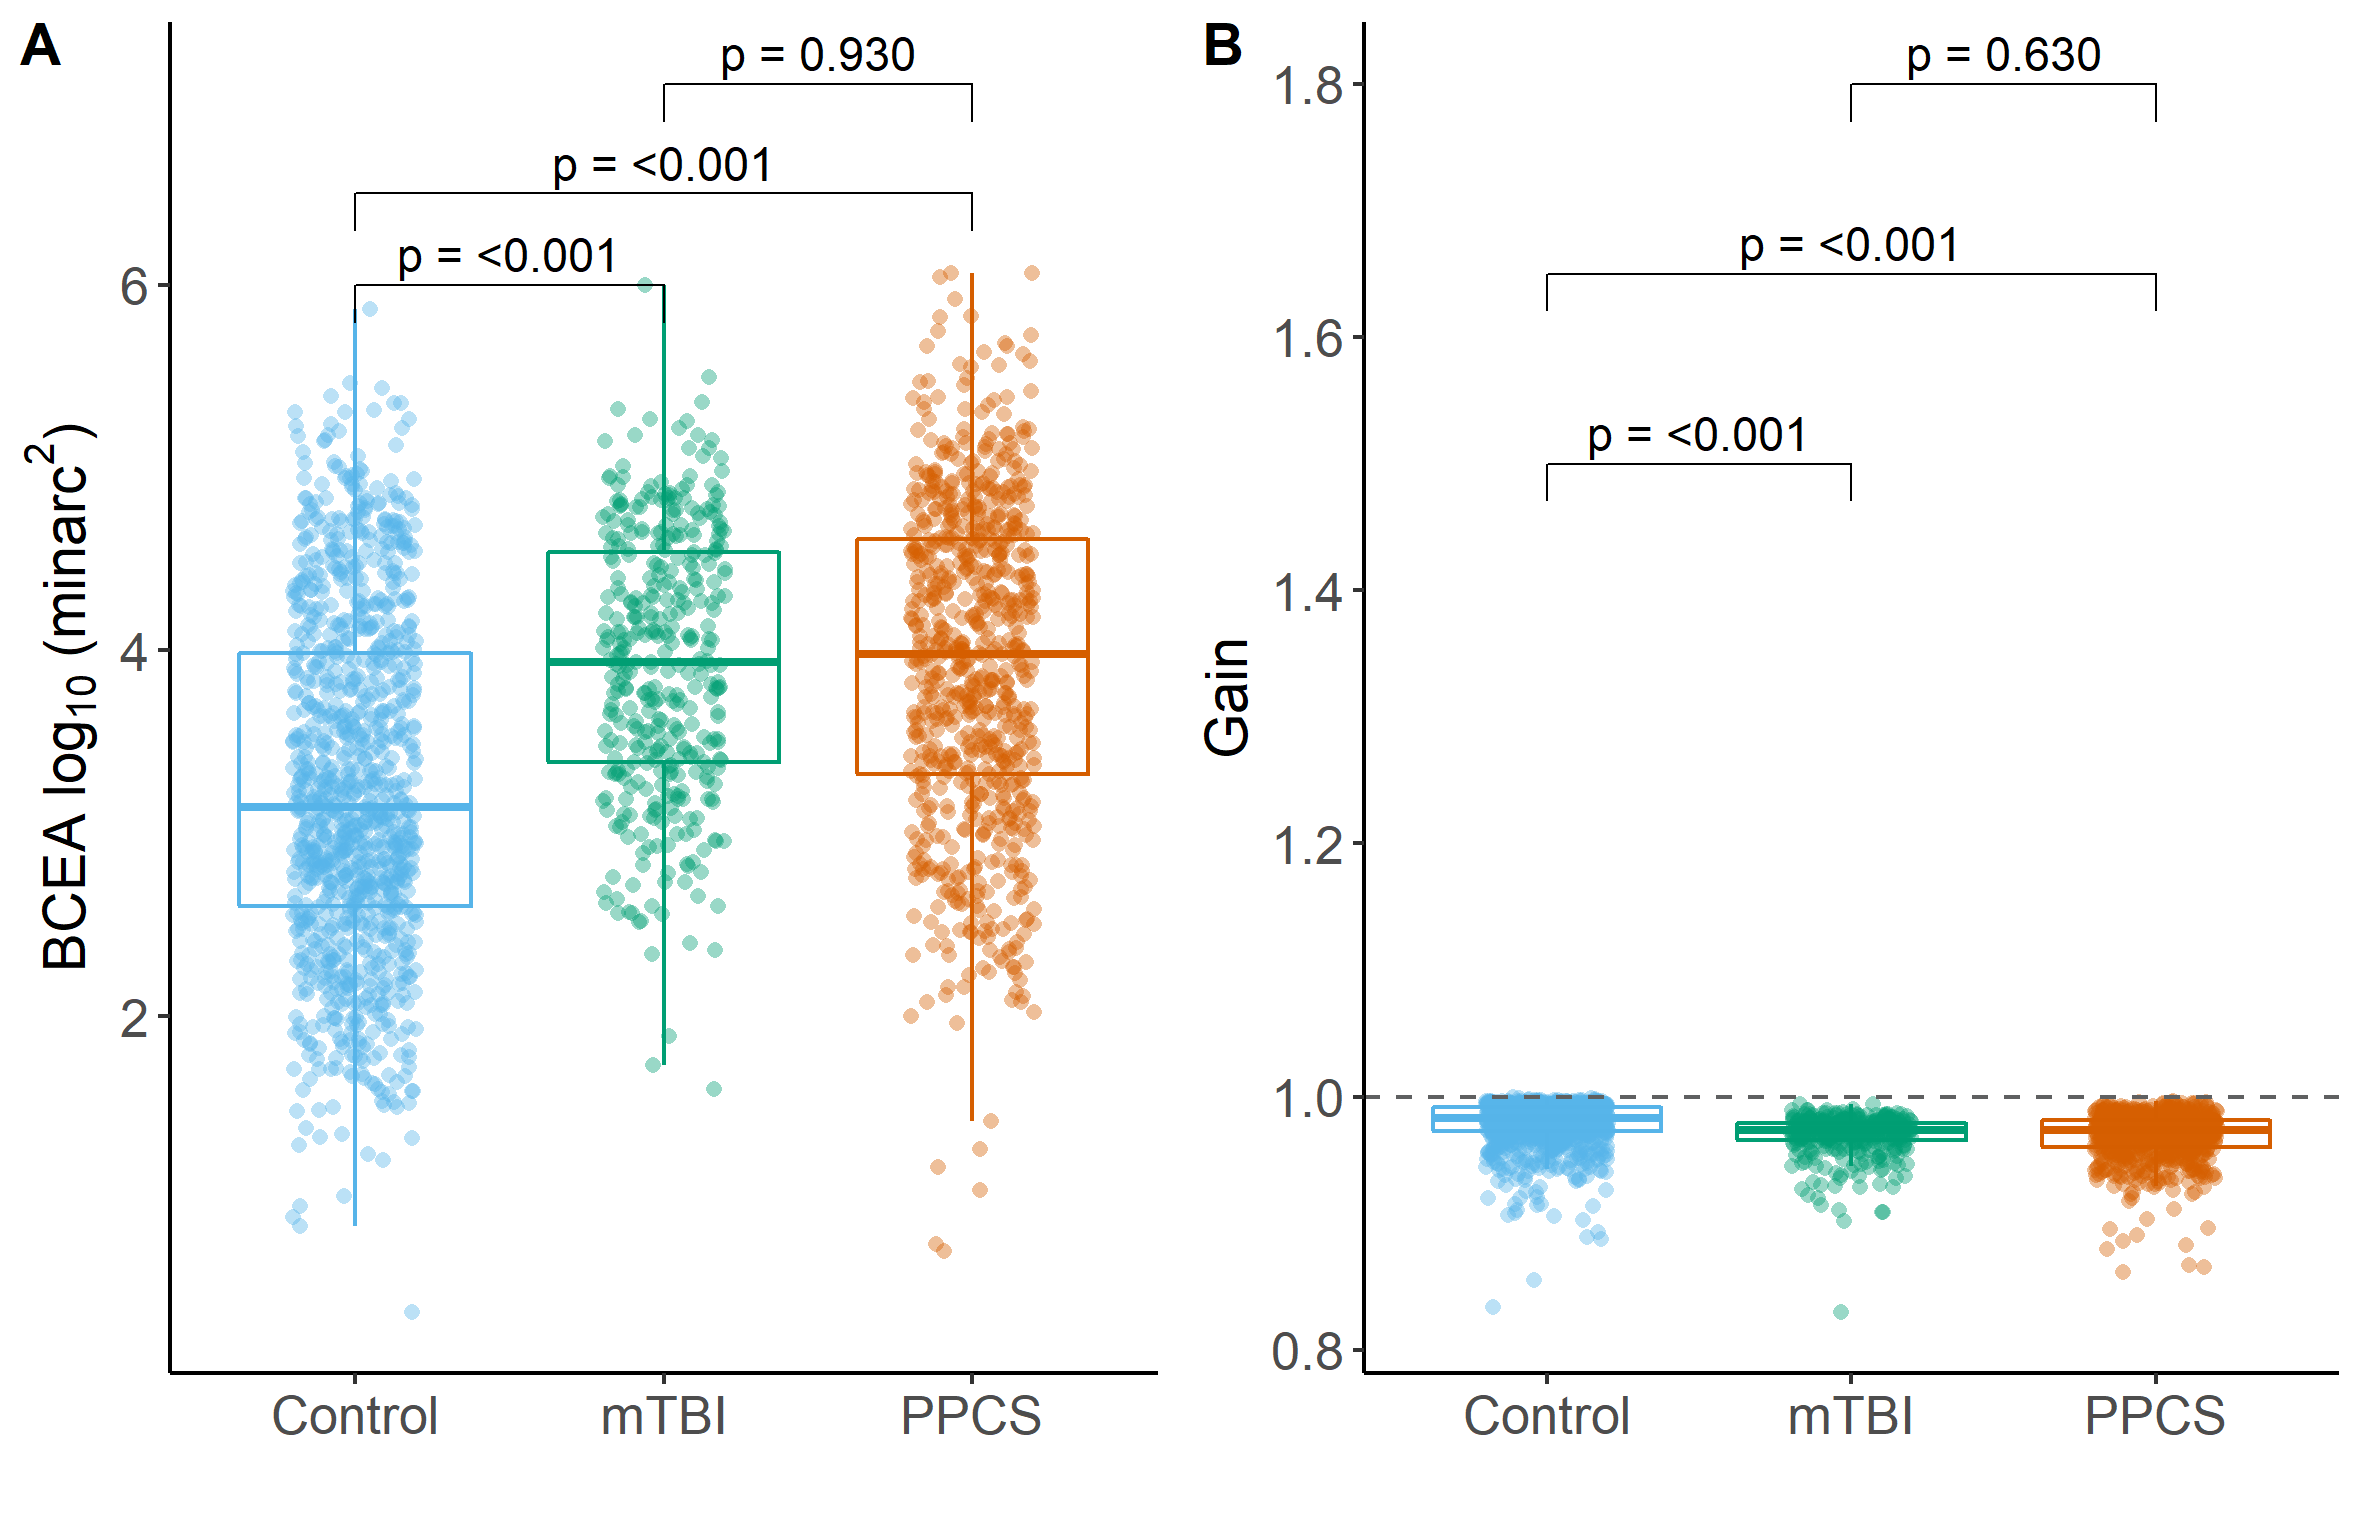 A
p = 0.930
p = <0.001
p = <0.001
BCEA log10 (minarc2)
6
4
2
Control
mTBI
PPCS
B
p = 0.630
p = <0.001
p = <0.001
Gain
1.8
1.6
1.4
1.2
1.0
0.8
Control
mTBI
PPCS